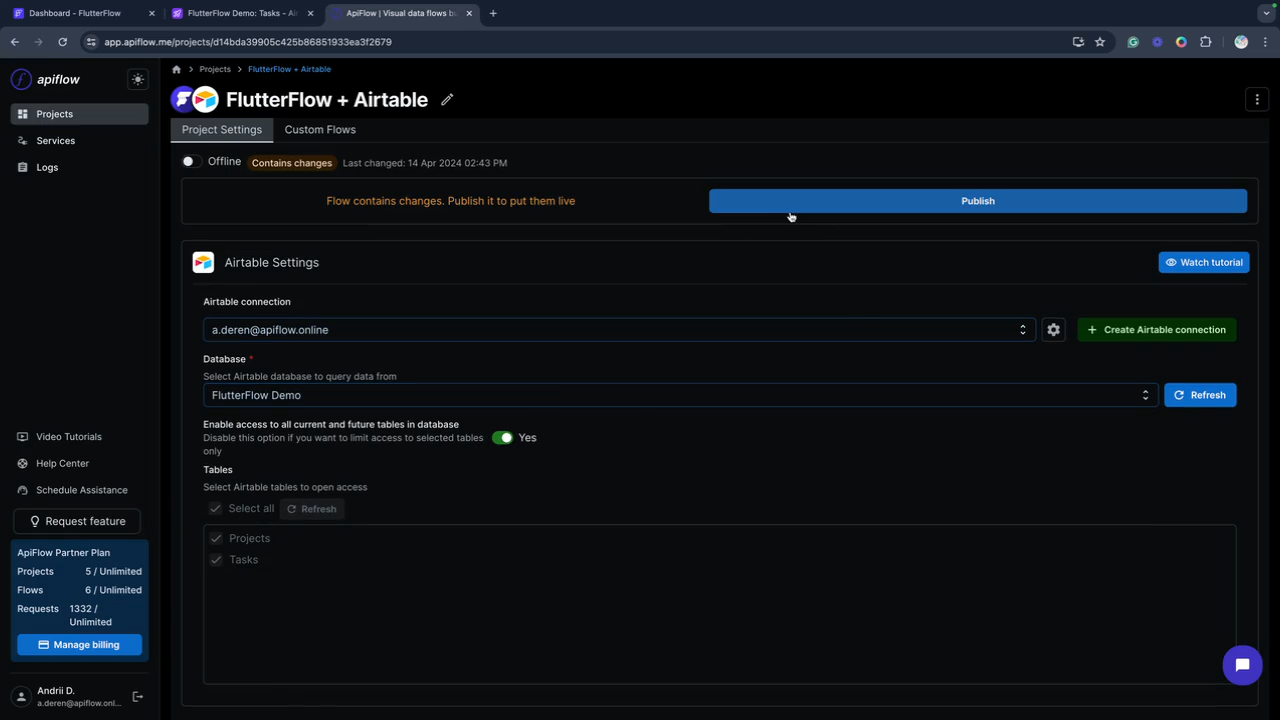 Dashboard - FlutterFlow
FlutterFlow Demo: Tasks - Air
ApiFlow | Visual data flows bu
app.apiflow.me/projects/d14bda39905c425b86851933ea3f2679
apiflow
Projects
Services
Logs
Projects
FlutterFlow + Airtable
FlutterFlow + Airtable
Project Settings
Custom Flows
Offline
Contains changes
Last changed: 14 Apr 2024 02:43 PM
Flow contains changes. Publish it to put them live
Publish
Airtable Settings
Watch tutorial
Airtable connection
a.deren@apiflow.online
Create Airtable connection
Database *
Select Airtable database to query data from
FlutterFlow Demo
Refresh
Enable access to all current and future tables in database
Disable this option if you want to limit access to selected tables
only
Yes
Tables
Select Airtable tables to open access
Select all
Refresh
Projects
Tasks
Video Tutorials
Help Center
Schedule Assistance
Request feature
ApiFlow Partner Plan
Projects 5 / Unlimited
Flows 6 / Unlimited
Requests 1332 /
Unlimited
Manage billing
Andrii D.
a.deren@apiflow.onl...